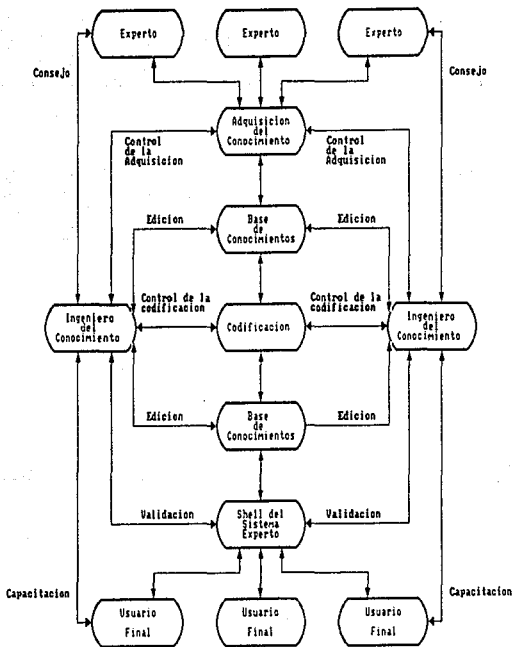 Experto
Experto
Experto
Consejo
Consejo
Adquisicion
del
Conocimiento
Control
de la
Adquisicion
Control
de la
Adquisicion
Edicion
Base
de
Conocimientos
Edicion
Control de la
codificacion
Control de la
codificacion
Ingeniero
del
Conocimiento
Codificacion
Ingeniero
del
Conocimiento
Edicion
Base
de
Conocimientos
Edicion
Validacion
Shell del
Sistema
Experto
Validacion
Capacitacion
Capacitacion
Usuario
Final
Usuario
Final
Usuario
Final